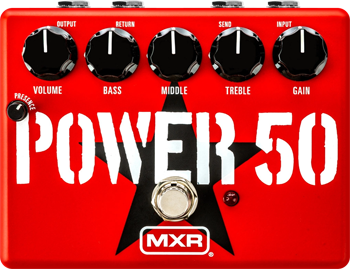 OUTPUT RETURN SEND INPUT
VOLUME BASS MIDDLE TREBLE GAIN
PRESENCE
POWER 50
MXR